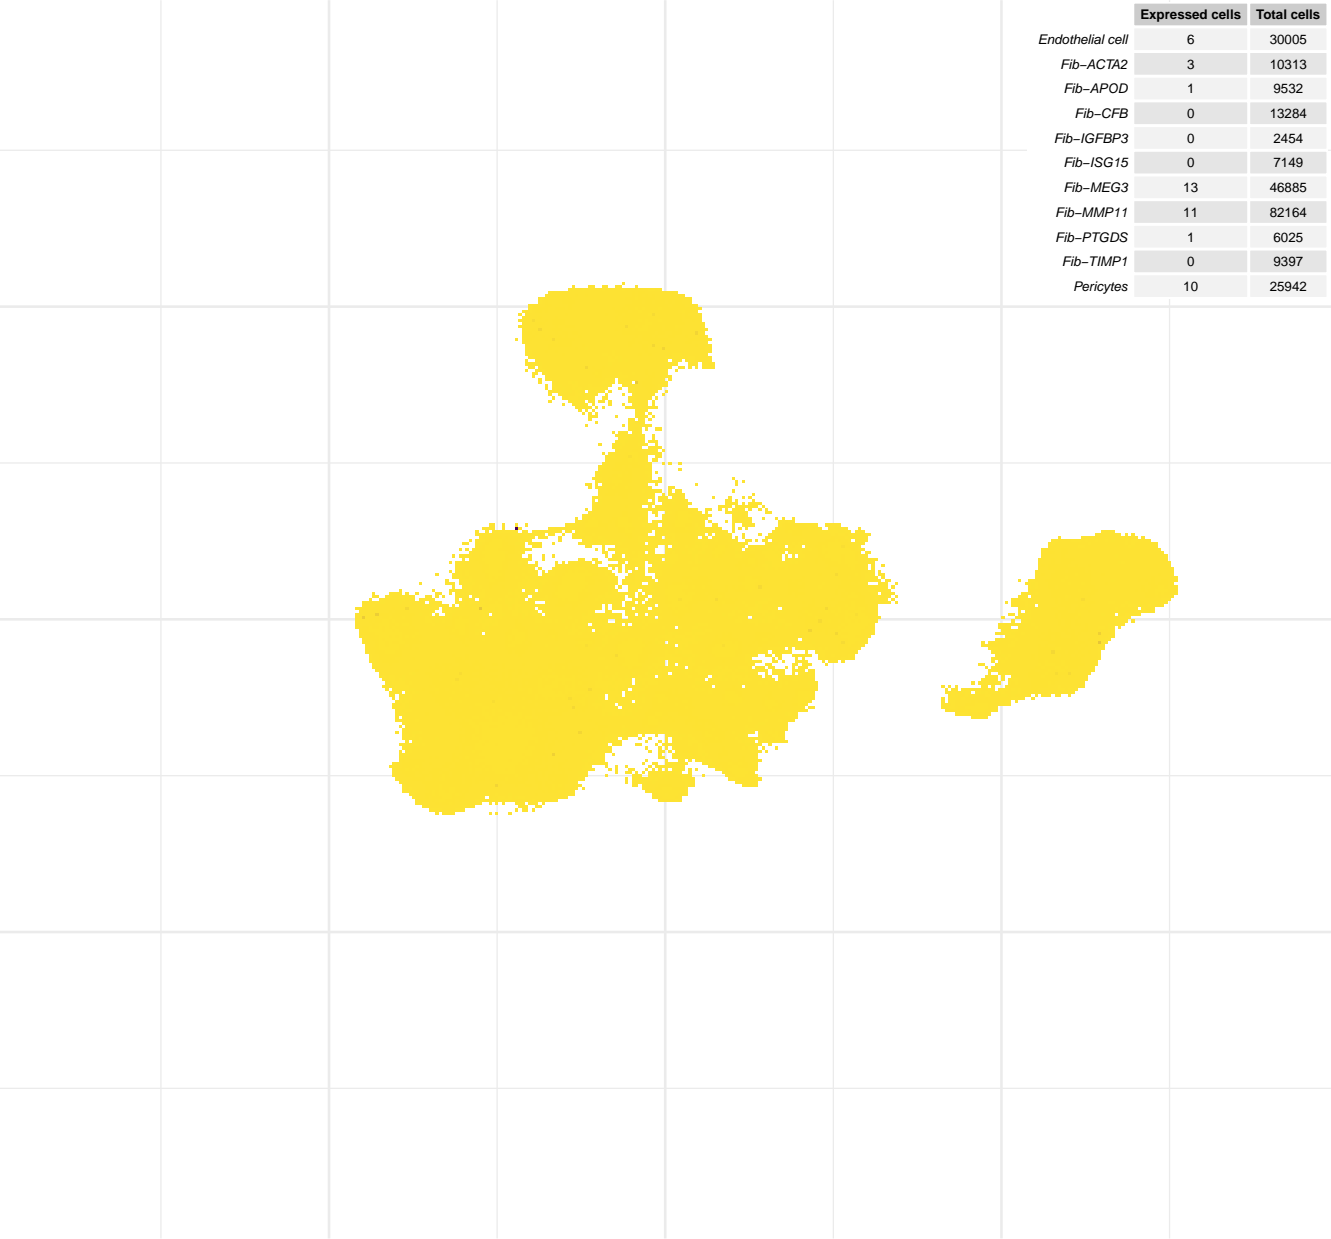 Expressed cells Total cells
Endothelial cell 6 30005
Fib−ACTA2 3 10313
Fib−APOD 1 9532
Fib−CFB 0 13284
Fib−IGFBP3 0 2454
Fib−ISG15 0 7149
Fib−MEG3 13 46885
Fib−MMP11 11 82164
Fib−PTGDS 1 6025
Fib−TIMP1 0 9397
Pericytes 10 25942